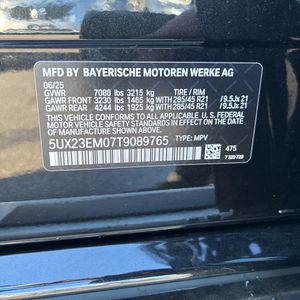 MFD BY BAYERISCHE MOTOREN WERKE AG
06/25
GVWR 7088 lbs 3215 kg TIRE / RIM
GAWR FRONT 3230 lbs 1465 kg 285/45 R21 / 9.5Jx 21
GAWR REAR 4244 lbs 1925 kg 285/45 R21 / 9.5Jx 21
THIS VEHICLE CONFORMS TO ALL APPLICABLE U.S.
FEDERAL MOTOR VEHICLE SAFETY STANDARDS IN
EFFECT ON THE DATE OF MANUFACTURE SHOWN ABOVE.
5UX23EM07T9089765 TYPE: MPV
475
7 320 728